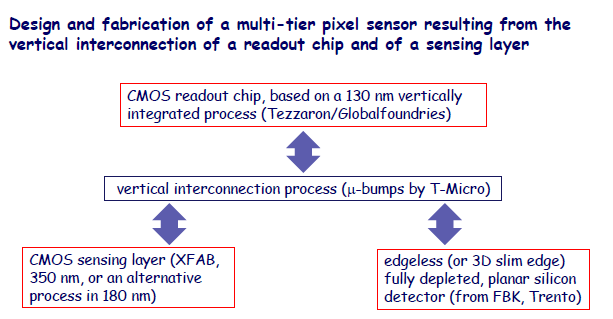 Design and fabrication of a multi-tier pixel sensor resulting from the
vertical interconnection of a readout chip and of a sensing layer
CMOS readout chip, based on a 130 nm vertically
integrated process (Tezzaron/Globalfoundries)
vertical interconnection process (μ-bumps by T-Micro)
CMOS sensing layer (XFAB,
350 nm, or an alternative
process in 180 nm)
edgeless (or 3D slim edge)
fully depleted, planar silicon
detector (from FBK, Trento)